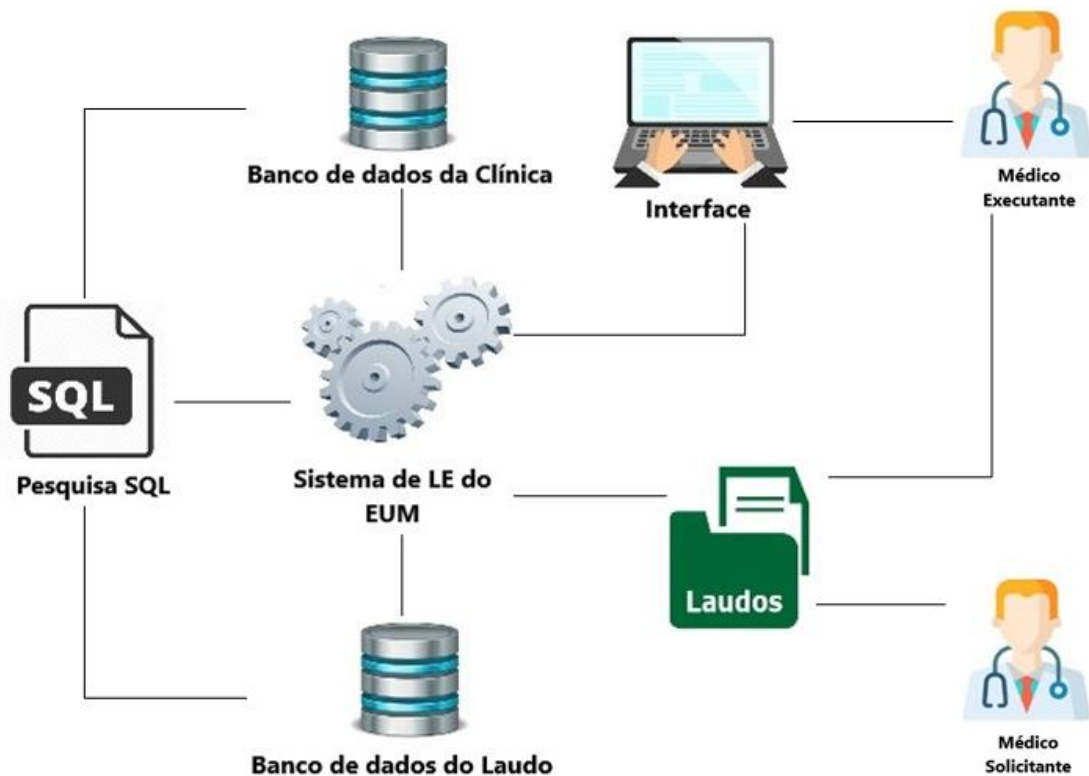 Banco de dados da Clínica
Interface
Médico
Executante
SQL
Pesquisa SQL
Sistema de LE do
EUM
Laudos
Banco de dados do Laudo
Médico
Solicitante